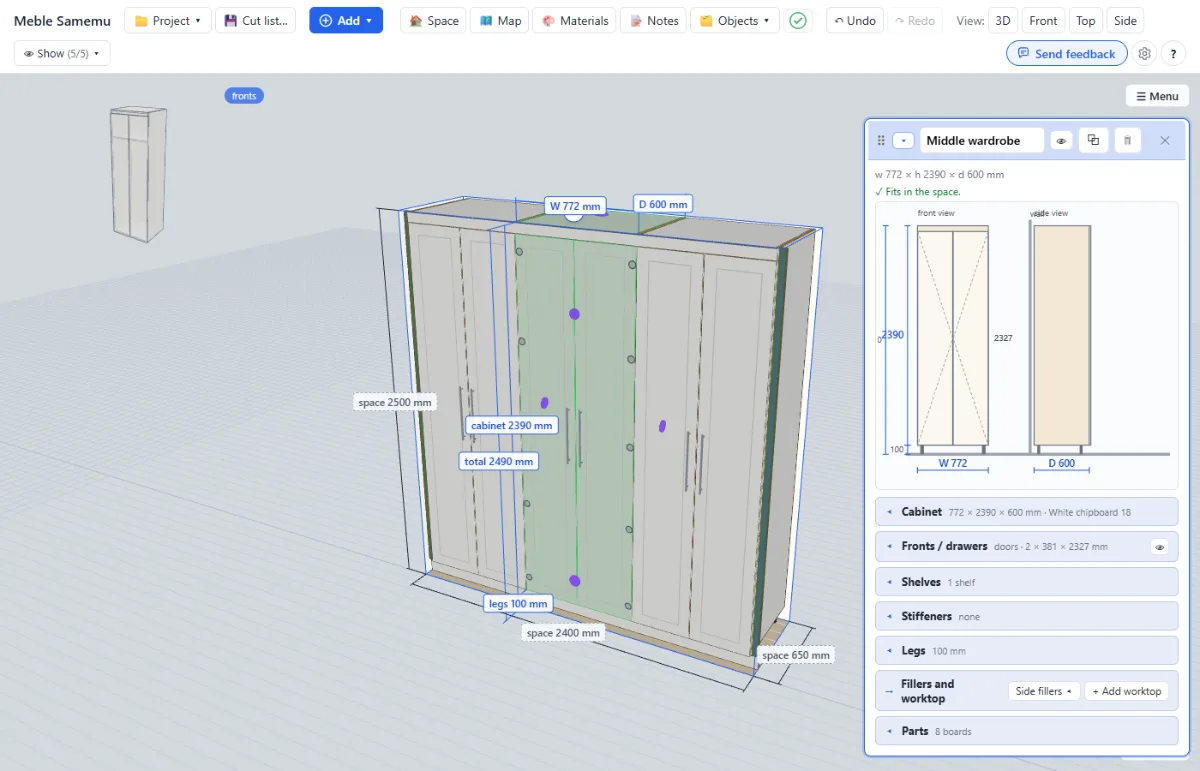 Meble Samemu
Project
Cut list...
Add
Space
Map
Materials
Notes
Objects
Undo
Redo
View:
3D
Front
Top
Side
Show (5/5)
Send feedback
?
fronts
Menu
Middle wardrobe
w 772 × h 2390 × d 600 mm
✓ Fits in the space.
front view
side view
2390
2327
100
W 772
D 600
W 772 mm
D 600 mm
space 2500 mm
cabinet 2390 mm
total 2490 mm
legs 100 mm
space 2400 mm
space 650 mm
Cabinet 772 × 2390 × 600 mm · White chipboard 18
Fronts / drawers doors · 2 × 381 × 2327 mm
Shelves 1 shelf
Stiffeners none
Legs 100 mm
Fillers and
worktop
Side fillers
+ Add worktop
Parts 8 boards